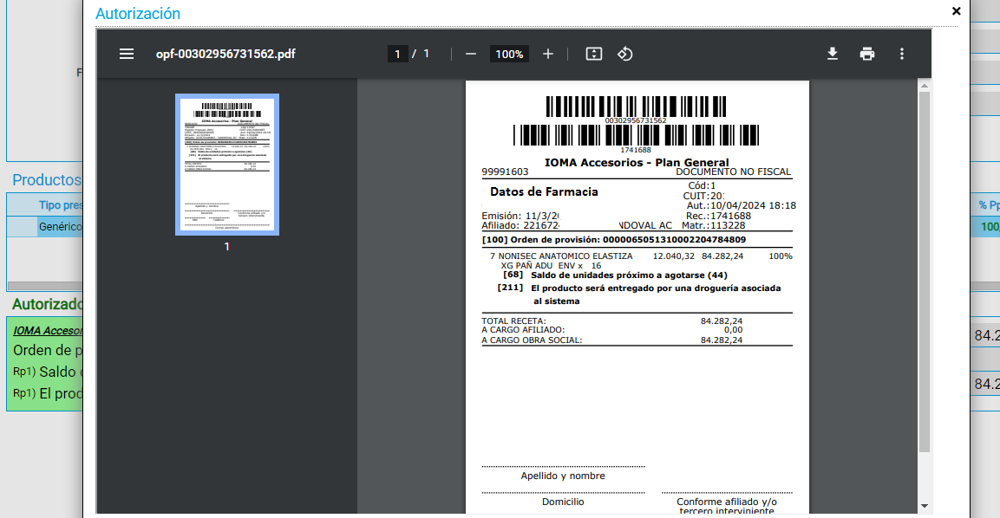 Autorización
opf-00302956731562.pdf
1 / 1
100%
00302956731562
1741688
IOMA Accesorios - Plan General
99991603 DOCUMENTO NO FISCAL
Datos de Farmacia
Cód:1
CUIT:20
Aut.:10/04/2024 18:18
Emisión: 11/3/20 Rec.:1741688
Afiliado: 221672 NDOVAL AC Matr.:113228
[100] Orden de provisión: 00000650513100022047848​09
7 NONISEC ANATOMICO ELASTIZA 12.040,32 84.282,24 100%
XG PAÑ ADU ENV x 16
[68] Saldo de unidades próximo a agotarse (44)
[211] El producto será entregado por una droguería asociada
al sistema
TOTAL RECETA: 84.282,24
A CARGO AFILIADO: 0,00
A CARGO OBRA SOCIAL: 84.282,24
Apellido y nombre
Domicilio
Conforme afiliado y/o
tercero interviniente
1
Productos
Tipo pres
Genérico
% Pp
100,
Autorizado
IOMA Accesor
Orden de p
Rp1) Saldo
Rp1) El prod
84.2
84.2